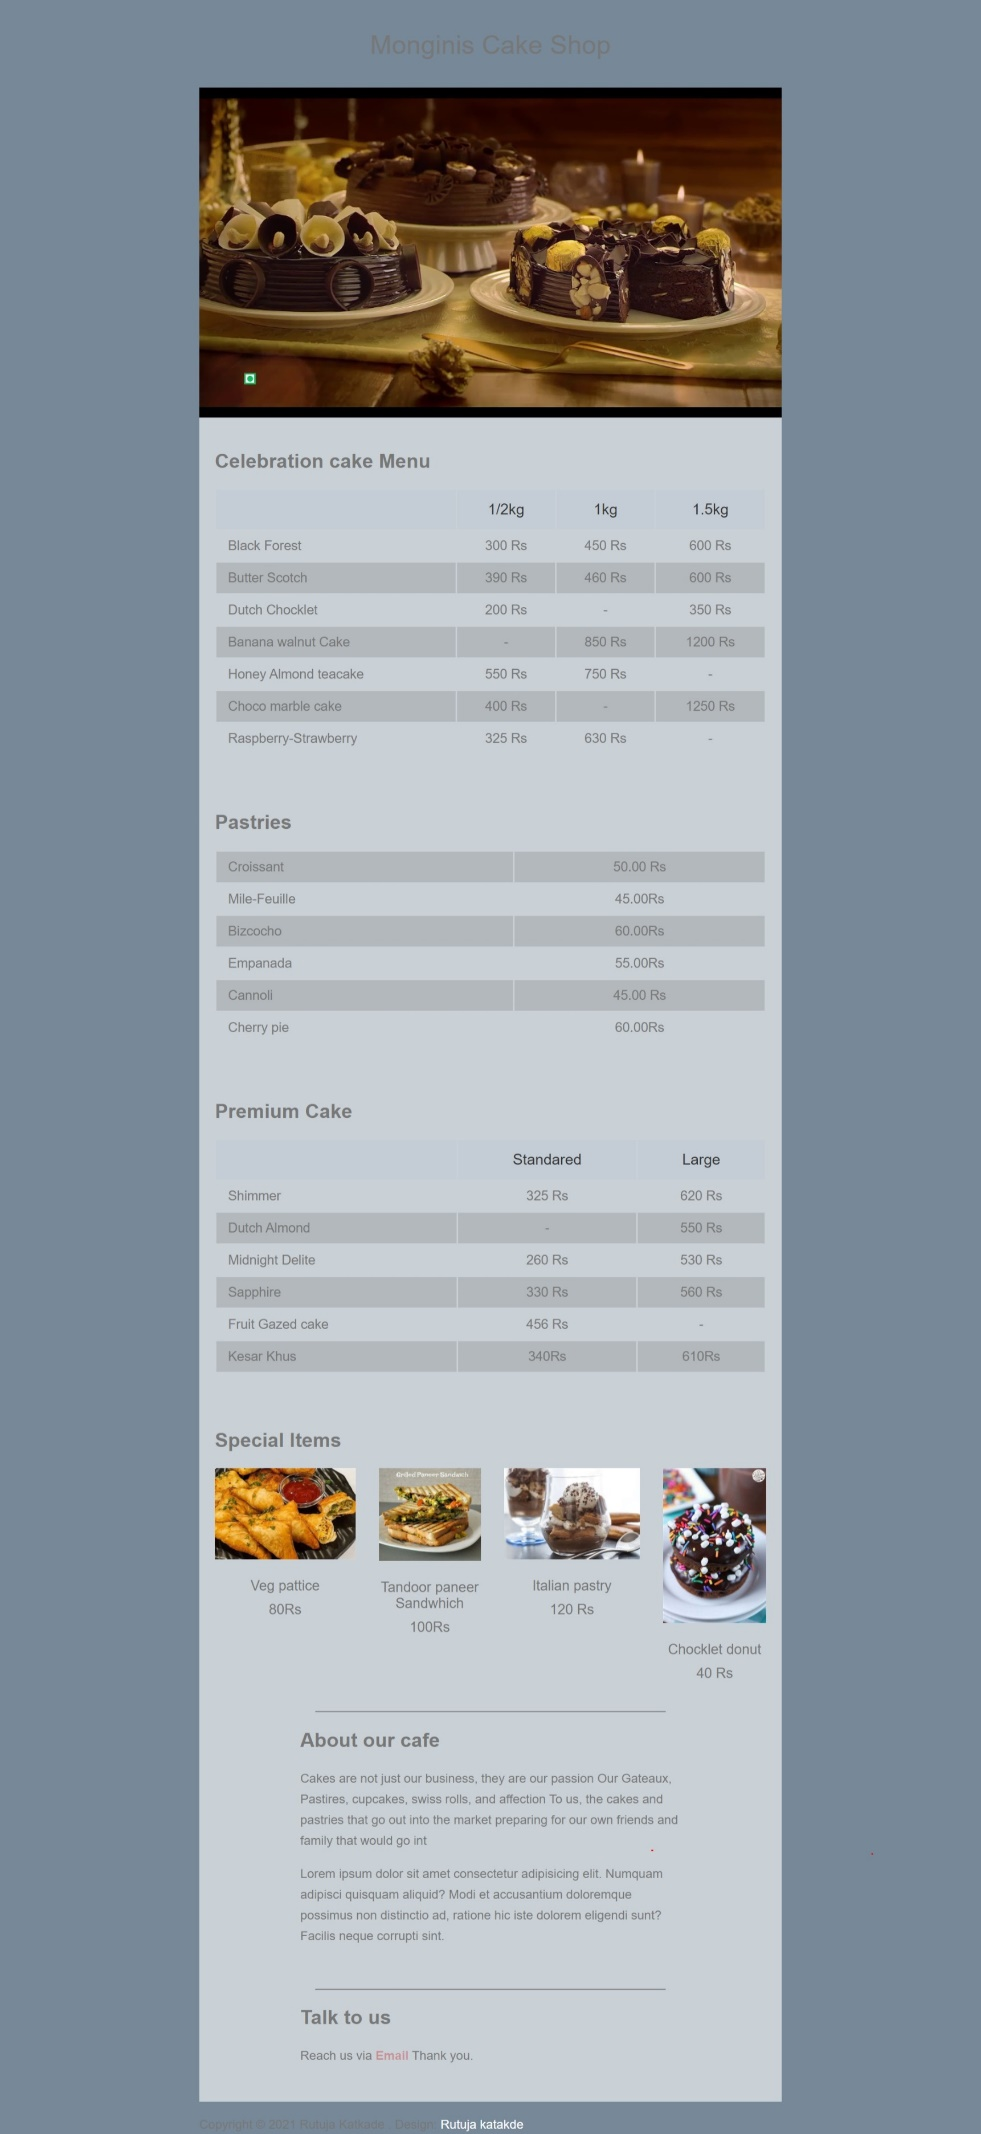 Monginis Cake Shop
Celebration cake Menu
1/2kg 1kg 1.5kg
Black Forest 300 Rs 450 Rs 600 Rs
Butter Scotch 390 Rs 460 Rs 600 Rs
Dutch Chocklet 200 Rs - 350 Rs
Banana walnut Cake - 850 Rs 1200 Rs
Honey Almond teacake 550 Rs 750 Rs -
Choco marble cake 400 Rs - 1250 Rs
Raspberry-Strawberry 325 Rs 630 Rs -
Pastries
Croissant 50.00 Rs
Mile-Feuille 45.00Rs
Bizcocho 60.00Rs
Empanada 55.00Rs
Cannoli 45.00 Rs
Cherry pie 60.00Rs
Premium Cake
Standared Large
Shimmer 325 Rs 620 Rs
Dutch Almond - 550 Rs
Midnight Delite 260 Rs 530 Rs
Sapphire 330 Rs 560 Rs
Fruit Gazed cake 456 Rs -
Kesar Khus 340Rs 610Rs
Special Items
Grilled Paneer Sandwich
Veg pattice
80Rs
Tandoor paneer
Sandwhich
100Rs
Italian pastry
120 Rs
Chocklet donut
40 Rs
About our cafe
Cakes are not just our business, they are our passion Our Gateaux,
Pastires, cupcakes, swiss rolls, and affection To us, the cakes and
pastries that go out into the market preparing for our own friends and
family that would go int
Lorem ipsum dolor sit amet consectetur adipisicing elit. Numquam
adipisci quisquam aliquid? Modi et accusantium doloremque
possimus non distinctio ad, ratione hic iste dolorem eligendi sunt?
Facilis neque corrupti sint.
Talk to us
Reach us via Email Thank you.
Copyright © 2021 Rutuja Katkade . Design: Rutuja katakde